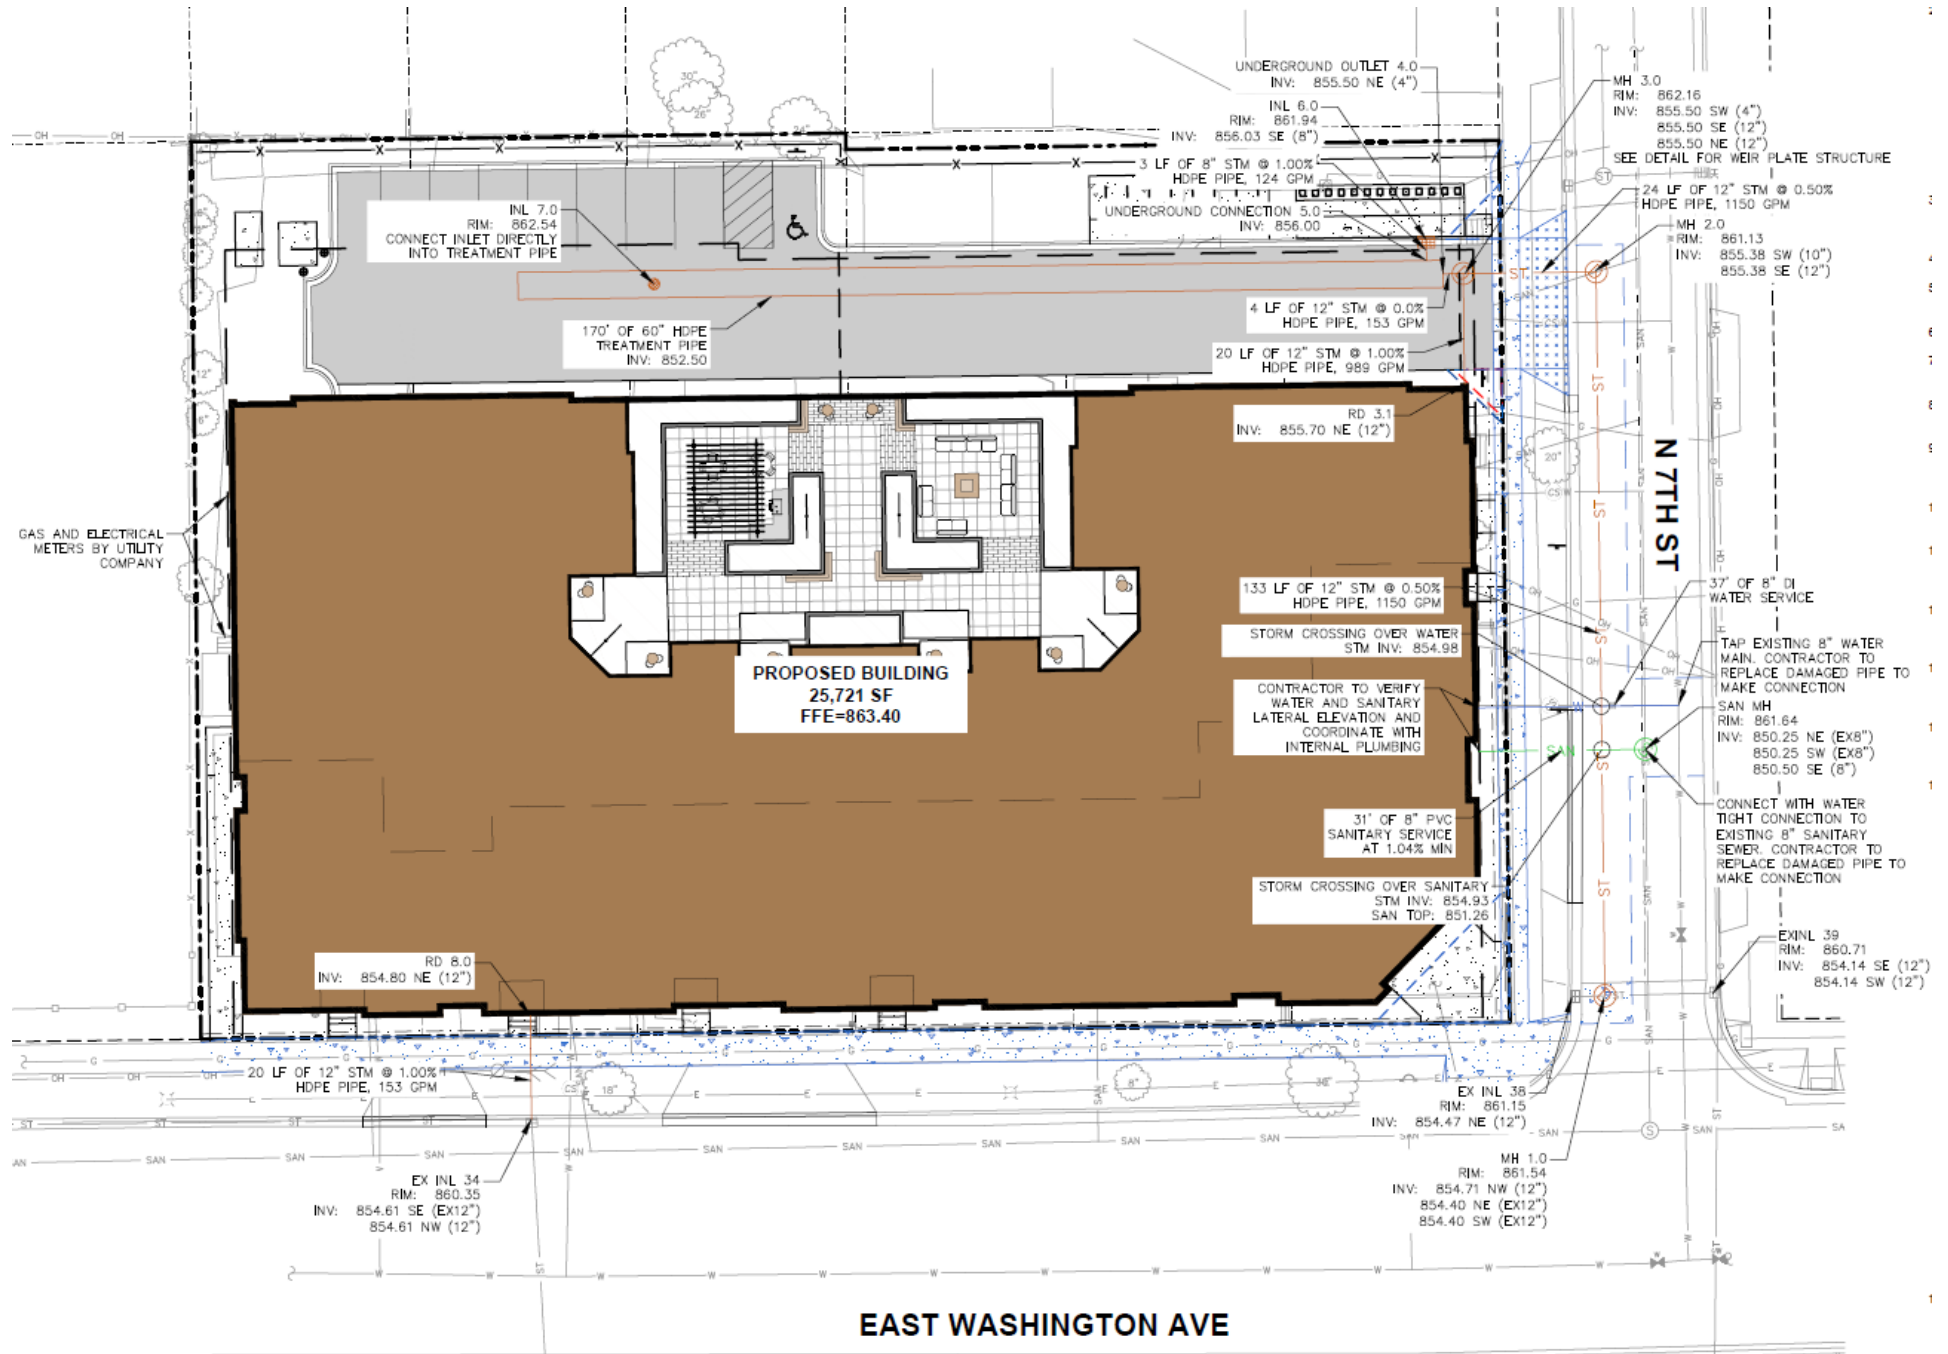 UNDERGROUND OUTLET 4.0
INV: 855.50 NE (4")
INL 6.0
RIM: 861.94
INV: 856.03 SE (8")
3 LF OF 8" STM @ 1.00%
HDPE PIPE, 124 GPM
UNDERGROUND CONNECTION 5.0
INV: 856.00
MH 3.0
RIM: 862.16
INV: 855.50 SW (4")
855.50 SE (12")
855.50 NE (12")
SEE DETAIL FOR WEIR PLATE STRUCTURE
24 LF OF 12" STM @ 0.50%
HDPE PIPE, 1150 GPM
MH 2.0
RIM: 861.13
INV: 855.38 SW (10")
855.38 SE (12")
30"
26"
24"
INL 7.0
RIM: 862.54
CONNECT INLET DIRECTLY
INTO TREATMENT PIPE
170' OF 60" HDPE
TREATMENT PIPE
INV: 852.50
4 LF OF 12" STM @ 0.0%
HDPE PIPE, 153 GPM
20 LF OF 12" STM @ 1.00%
HDPE PIPE, 989 GPM
RD 3.1
INV: 855.70 NE (12")
12"
6"
20"
N 7TH ST
GAS AND ELECTRICAL
METERS BY UTILITY
COMPANY
133 LF OF 12" STM @ 0.50%
HDPE PIPE, 1150 GPM
STORM CROSSING OVER WATER
STM INV: 854.98
CONTRACTOR TO VERIFY
WATER AND SANITARY
LATERAL ELEVATION AND
COORDINATE WITH
INTERNAL PLUMBING
37' OF 8" DI
WATER SERVICE
TAP EXISTING 8" WATER
MAIN. CONTRACTOR TO
REPLACE DAMAGED PIPE TO
MAKE CONNECTION
SAN MH
RIM: 861.64
INV: 850.25 NE (EX8")
850.25 SW (EX8")
850.50 SE (8")
PROPOSED BUILDING
25,721 SF
FFE=863.40
31' OF 8" PVC
SANITARY SERVICE
AT 1.04% MIN
CONNECT WITH WATER
TIGHT CONNECTION TO
EXISTING 8" SANITARY
SEWER. CONTRACTOR TO
REPLACE DAMAGED PIPE TO
MAKE CONNECTION
STORM CROSSING OVER SANITARY
STM INV: 854.93
SAN TOP: 851.26
EXINL 39
RIM: 860.71
INV: 854.14 SE (12")
854.14 SW (12")
RD 8.0
INV: 854.80 NE (12")
20 LF OF 12" STM @ 1.00%
HDPE PIPE, 153 GPM
18"
8"
EX INL 38
RIM: 861.15
INV: 854.47 NE (12")
EX INL 34
RIM: 860.35
INV: 854.61 SE (EX12")
854.61 NW (12")
MH 1.0
RIM: 861.54
INV: 854.71 NW (12")
854.40 NE (EX12")
854.40 SW (EX12")
EAST WASHINGTON AVE